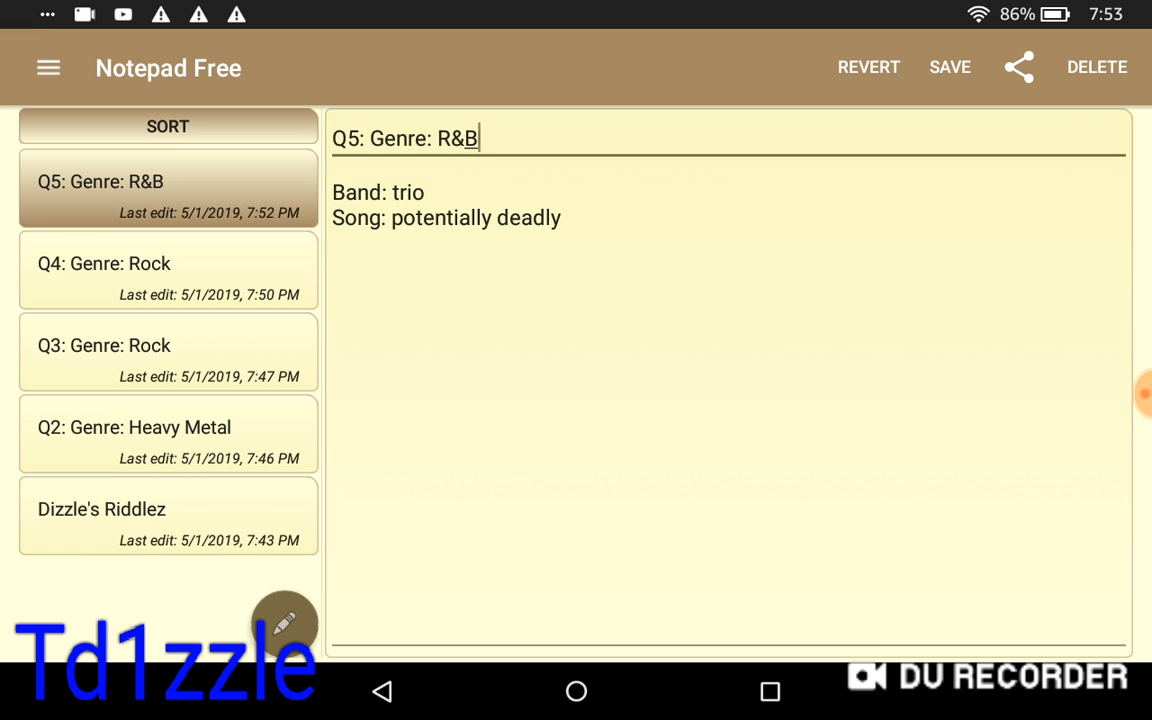 86% 7:53
Notepad Free
REVERT SAVE DELETE
SORT
Q5: Genre: R&B
Last edit: 5/1/2019, 7:52 PM
Q4: Genre: Rock
Last edit: 5/1/2019, 7:50 PM
Q3: Genre: Rock
Last edit: 5/1/2019, 7:47 PM
Q2: Genre: Heavy Metal
Last edit: 5/1/2019, 7:46 PM
Dizzle's Riddlez
Last edit: 5/1/2019, 7:43 PM
Q5: Genre: R&B
Band: trio
Song: potentially deadly
Td1zzle
DU RECORDER